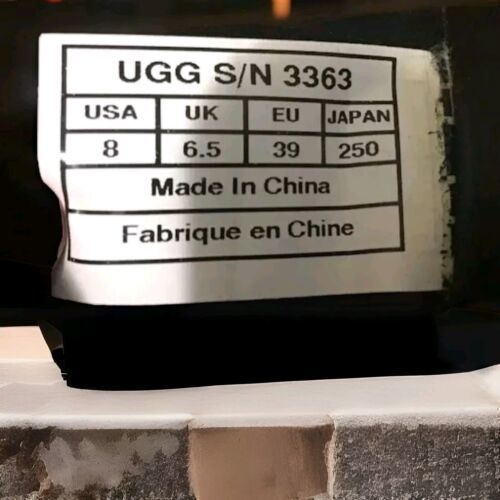 UGG S/N 3363
USA UK EU JAPAN
8 6.5 39 250
Made In China
Fabrique en Chine